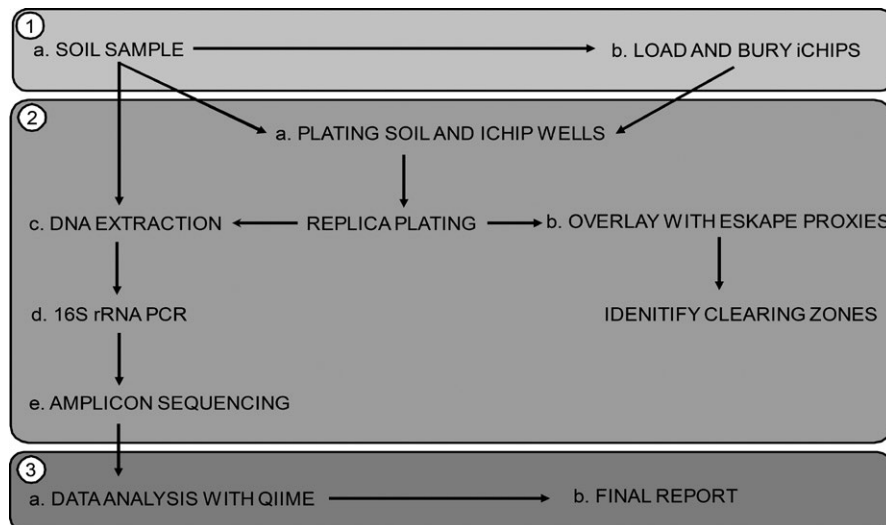 1
a. SOIL SAMPLE
b. LOAD AND BURY iCHIPS
2
a. PLATING SOIL AND ICHIP WELLS
c. DNA EXTRACTION
REPLICA PLATING
b. OVERLAY WITH ESKAPE PROXIES
d. 16S rRNA PCR
IDENITIFY CLEARING ZONES
e. AMPLICON SEQUENCING
3
a. DATA ANALYSIS WITH QIIME
b. FINAL REPORT